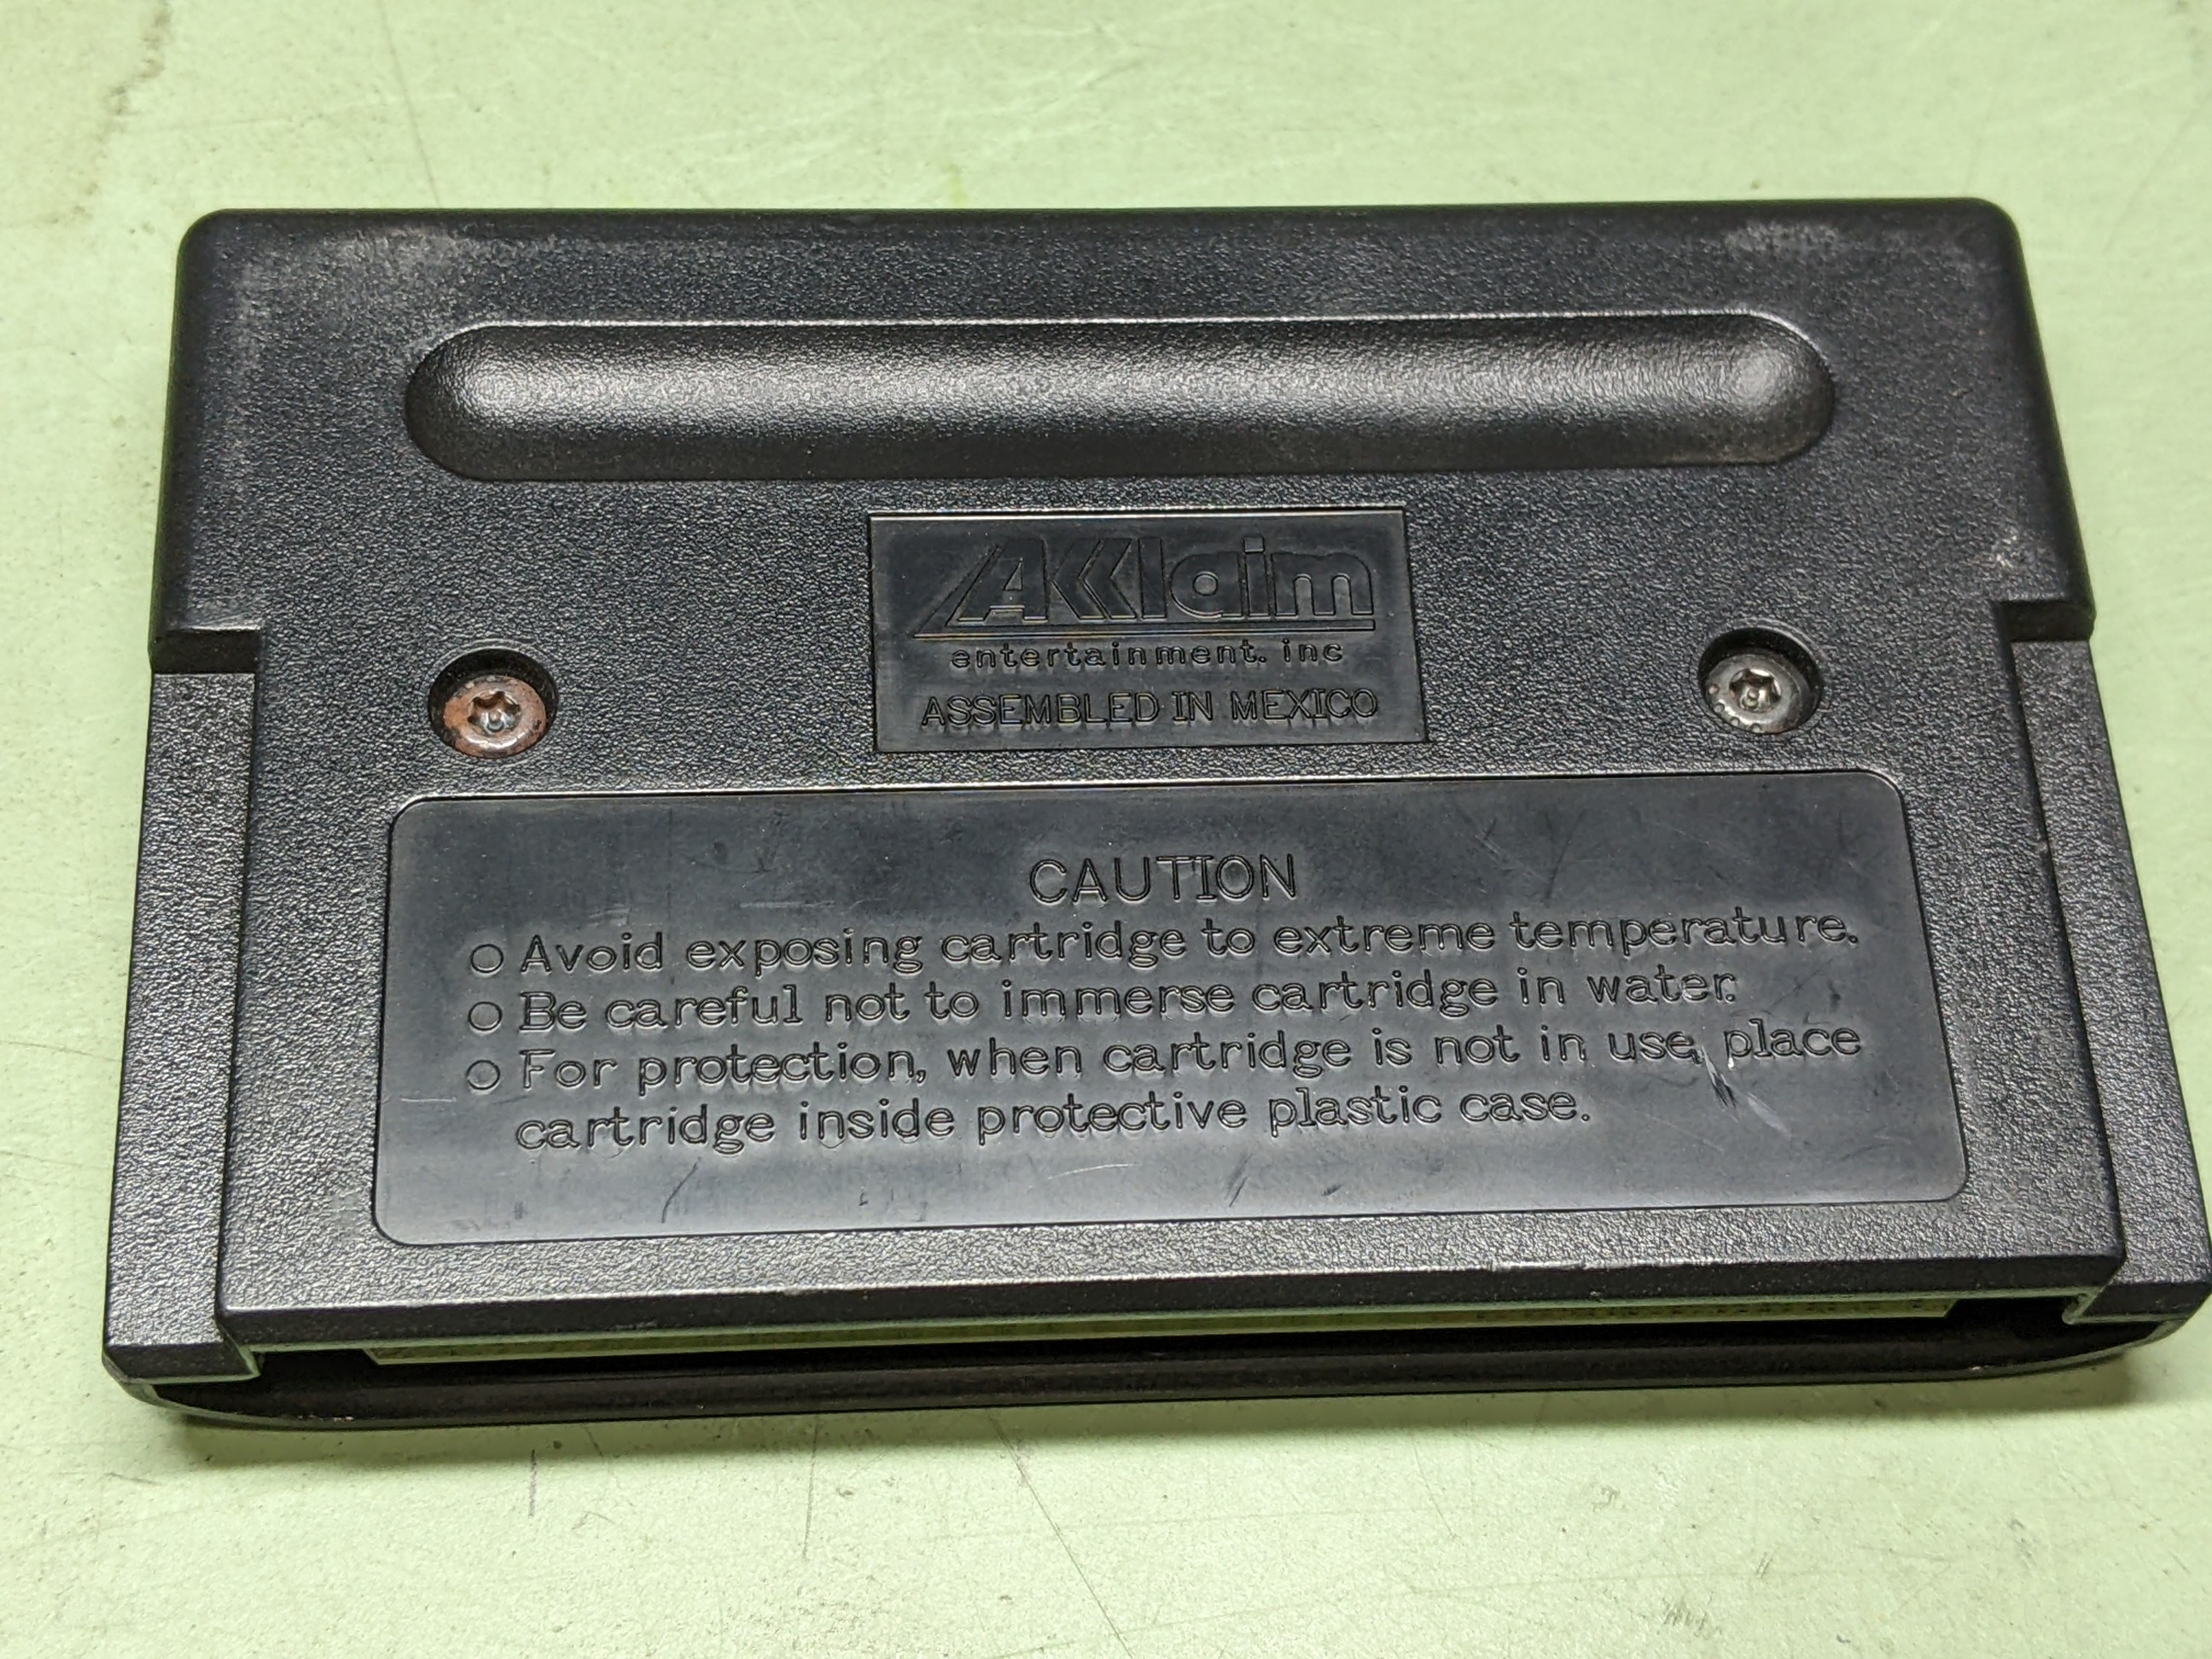 Acclaim
entertainment. inc
ASSEMBLED IN MEXICO
CAUTION
○ Avoid exposing cartridge to extreme temperature.
○ Be careful not to immerse cartridge in water.
○ For protection, when cartridge is not in use, place
cartridge inside protective plastic case.